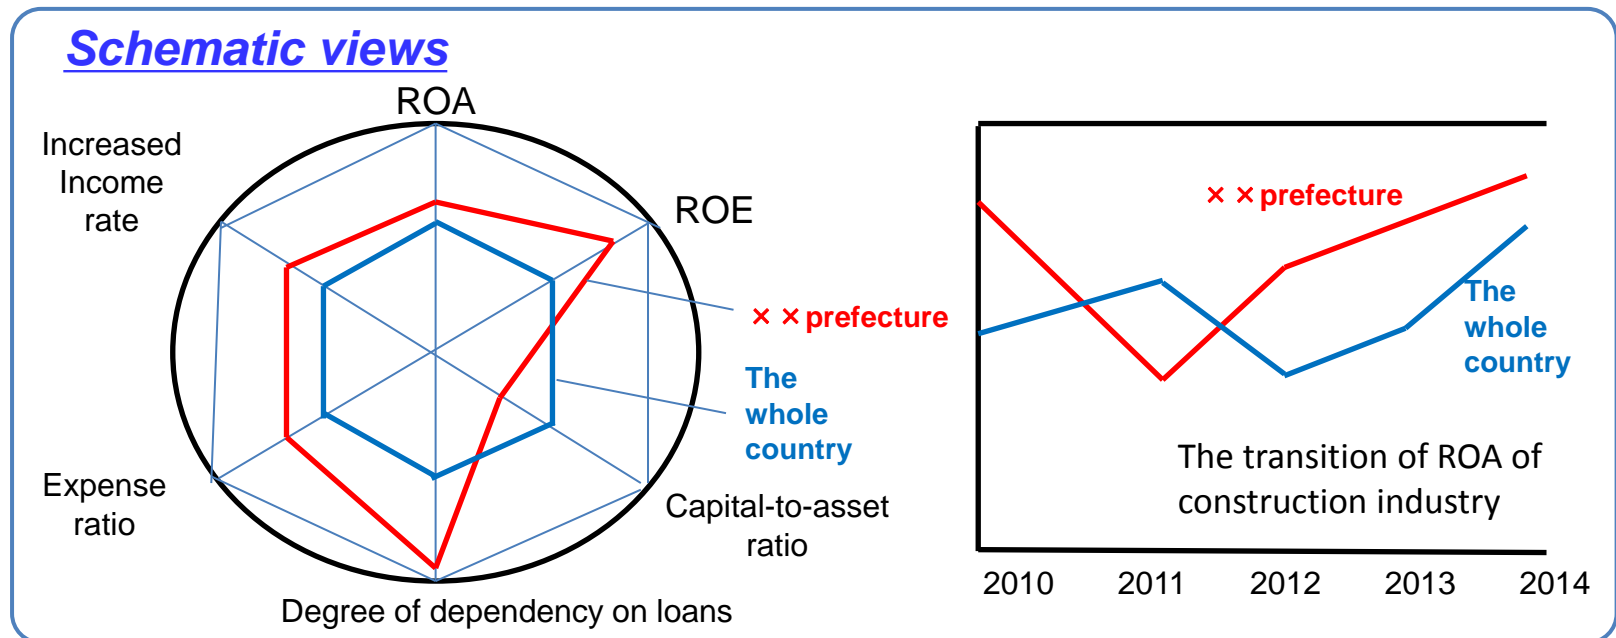 Schematic views
ROA
Increased
Income
rate
ROE
××prefecture
The
whole
country
Expense
ratio
Capital-to-asset
ratio
Degree of dependency on loans
××prefecture
The
whole
country
The transition of ROA of
construction industry
2010 2011 2012 2013 2014